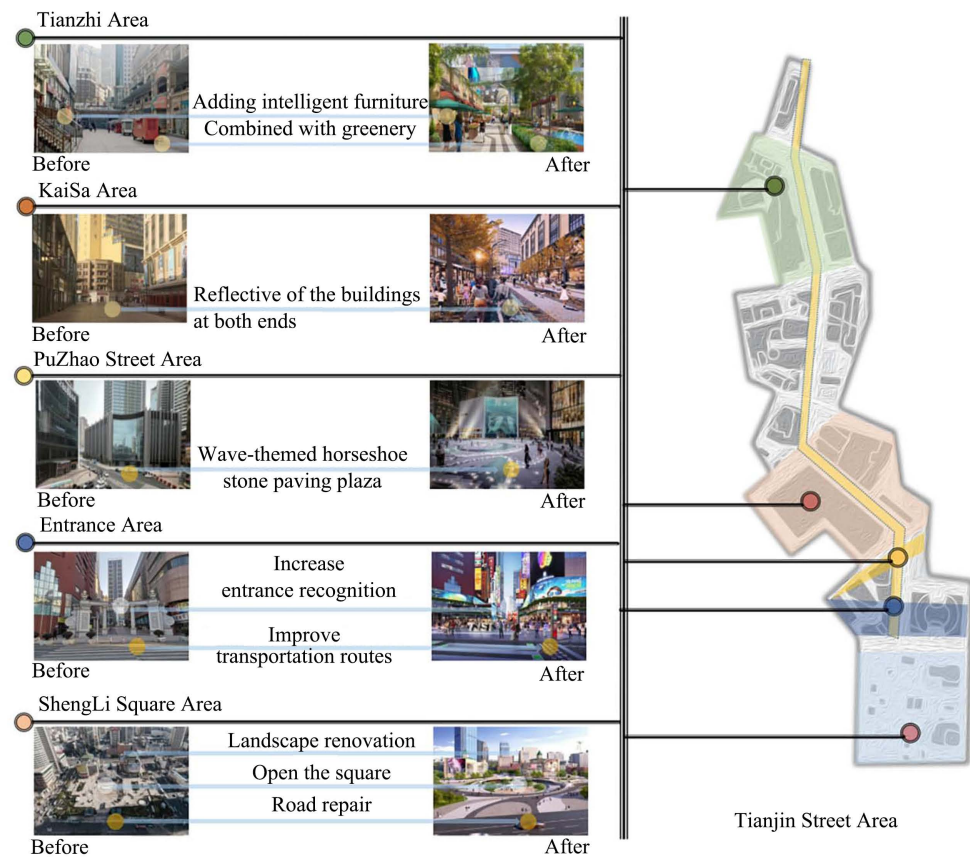 Tianzhi Area
Adding intelligent furniture
Combined with greenery
Before
After
KaiSa Area
Reflective of the buildings
at both ends
Before
After
PuZhao Street Area
Wave-themed horseshoe
stone paving plaza
Before
After
Entrance Area
Increase
entrance recognition
Improve
transportation routes
Before
After
ShengLi Square Area
Landscape renovation
Open the square
Road repair
Before
After
Tianjin Street Area